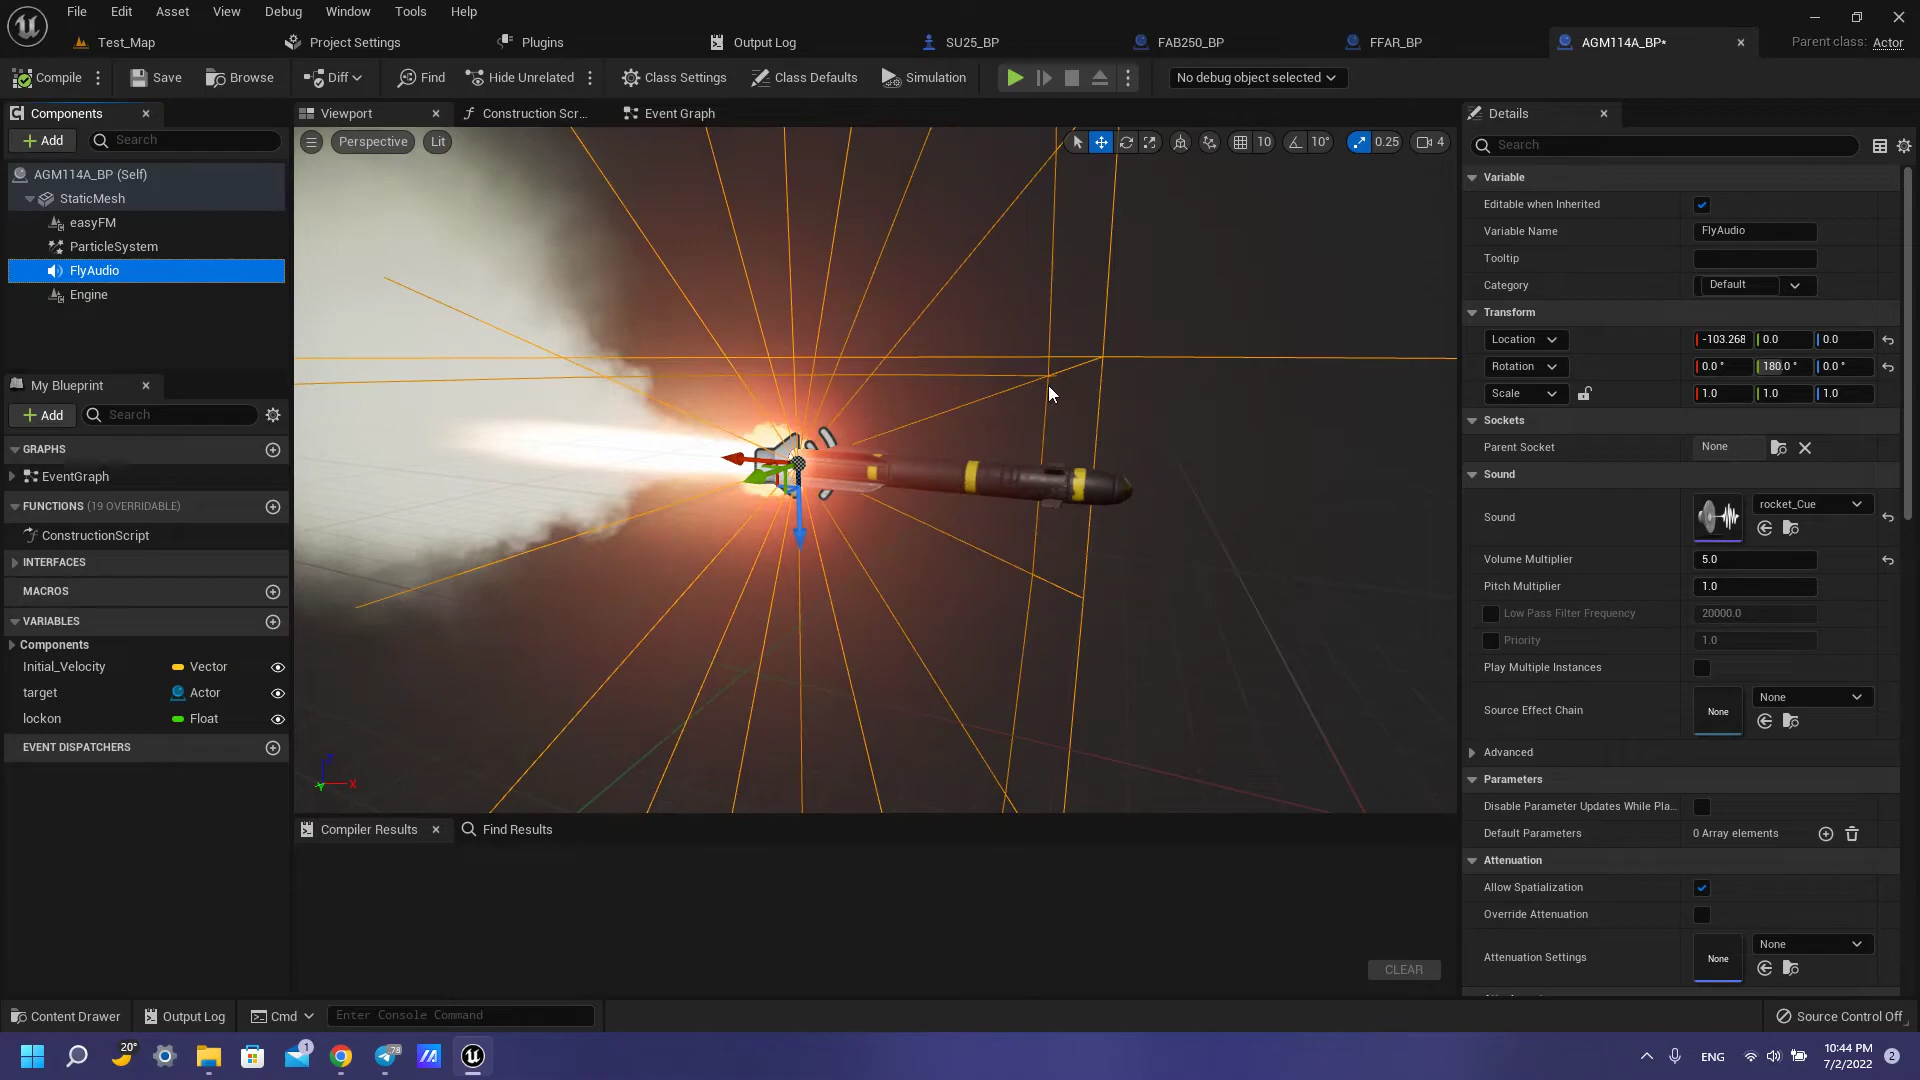 File Edit Asset View Debug Window Tools Help
Test_Map Project Settings Plugins Output Log SU25_BP FAB250_BP FFAR_BP AGM114A_BP* Parent class: Actor
Compile Save Browse Diff Find Hide Unrelated Class Settings Class Defaults Simulation No debug object selected
Components Viewport Construction Scr... Event Graph Details
Add Search Perspective Lit 10 10° 0.25 4 Search
AGM114A_BP (Self)
StaticMesh
easyFM
ParticleSystem
FlyAudio
Engine
My Blueprint
Add Search
GRAPHS
EventGraph
FUNCTIONS (19 OVERRIDABLE)
ConstructionScript
INTERFACES
MACROS
VARIABLES
Components
Initial_Velocity Vector
target Actor
lockon Float
EVENT DISPATCHERS
Z X Y
Compiler Results Find Results
CLEAR
Variable
Editable when Inherited
Variable Name FlyAudio
Tooltip
Category Default
Transform
Location -103.268 0.0 0.0
Rotation 0.0 ° 180.0 ° 0.0 °
Scale 1.0 1.0 1.0
Sockets
Parent Socket None
Sound
Sound rocket_Cue
Volume Multiplier 5.0
Pitch Multiplier 1.0
Low Pass Filter Frequency 20000.0
Priority 1.0
Play Multiple Instances
Source Effect Chain None None
Advanced
Parameters
Disable Parameter Updates While Pla...
Default Parameters 0 Array elements
Attenuation
Allow Spatialization
Override Attenuation
Attenuation Settings None None
Content Drawer Output Log Cmd Enter Console Command Source Control Off
20° 1 78 ENG 10:44 PM
7/2/2022 2